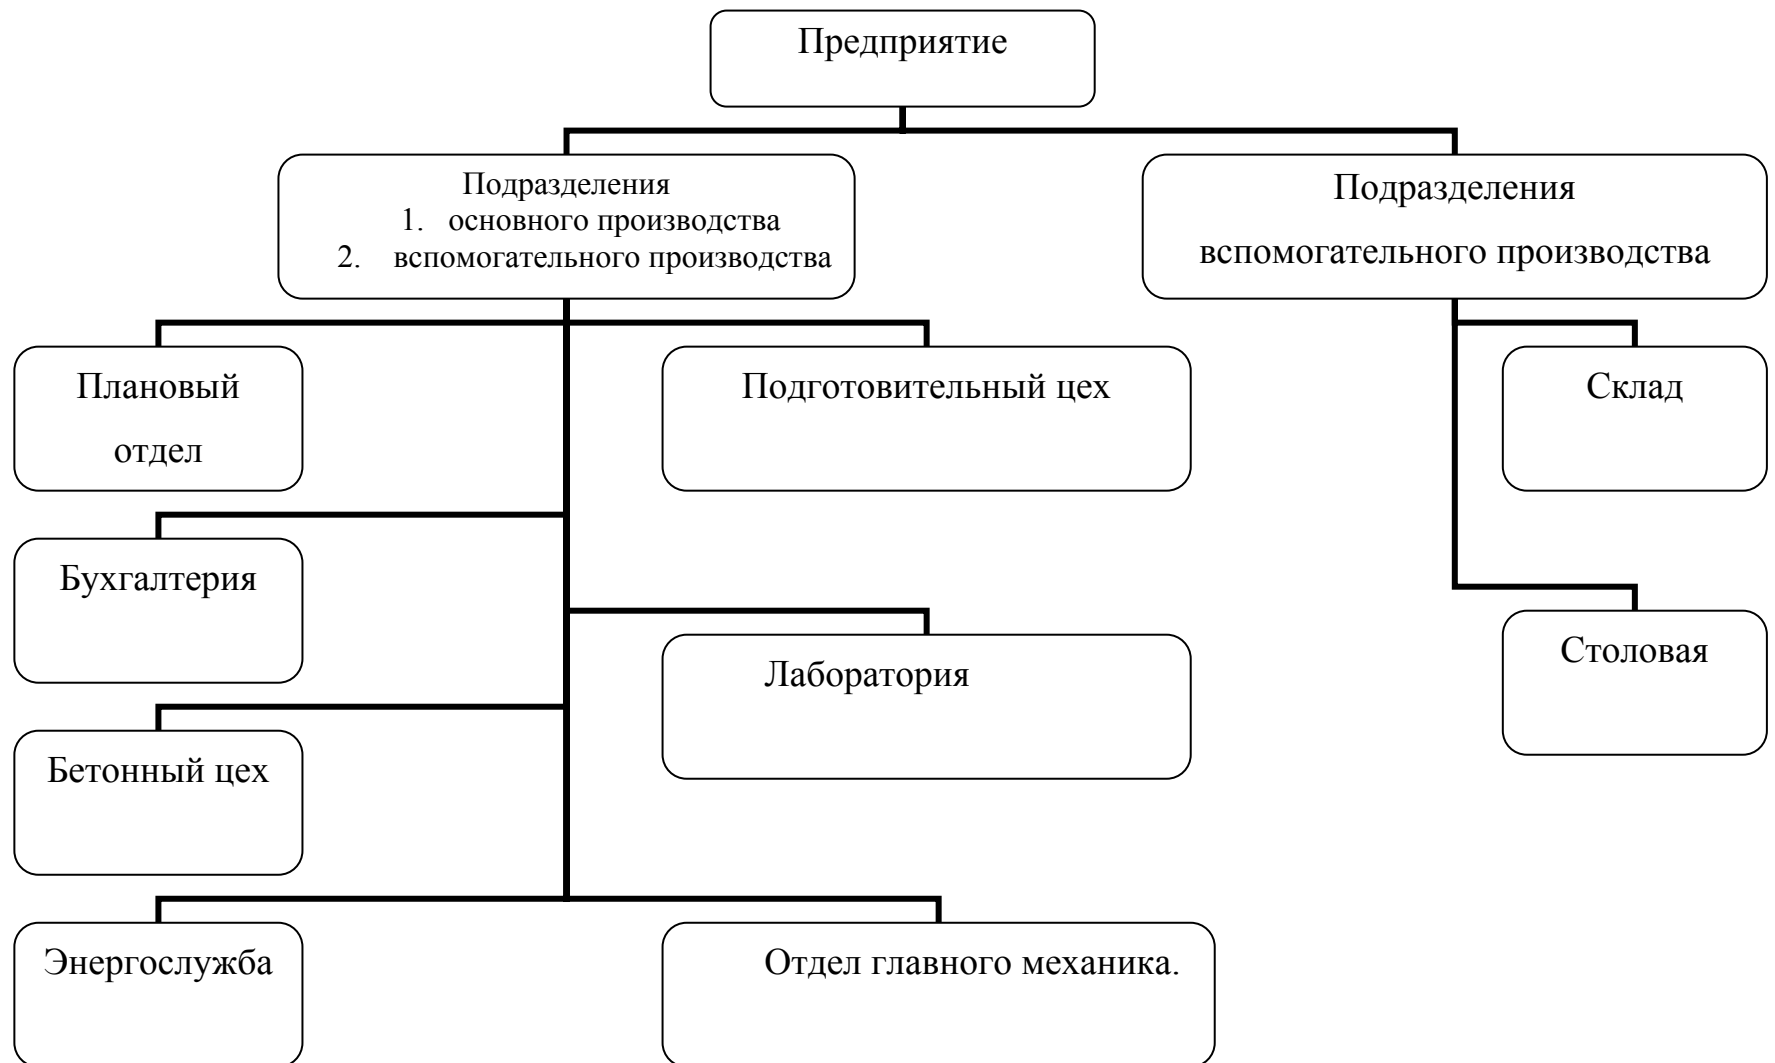 Предприятие
Подразделения
1. основного производства
2. вспомогательного производства
Подразделения
вспомогательного производства
Плановый
отдел
Подготовительный цех
Склад
Бухгалтерия
Лаборатория
Столовая
Бетонный цех
Энергослужба
Отдел главного механика.